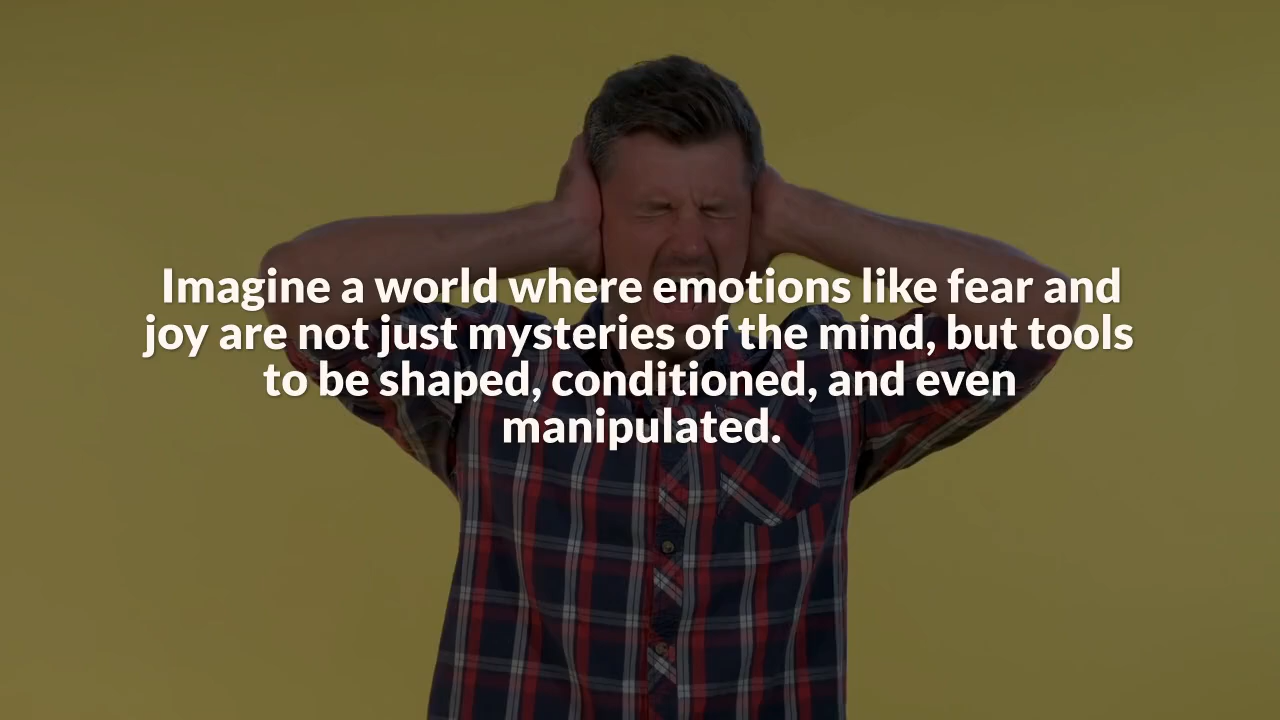 Imagine a world where emotions like fear and
joy are not just mysteries of the mind, but tools
to be shaped, conditioned, and even
manipulated.